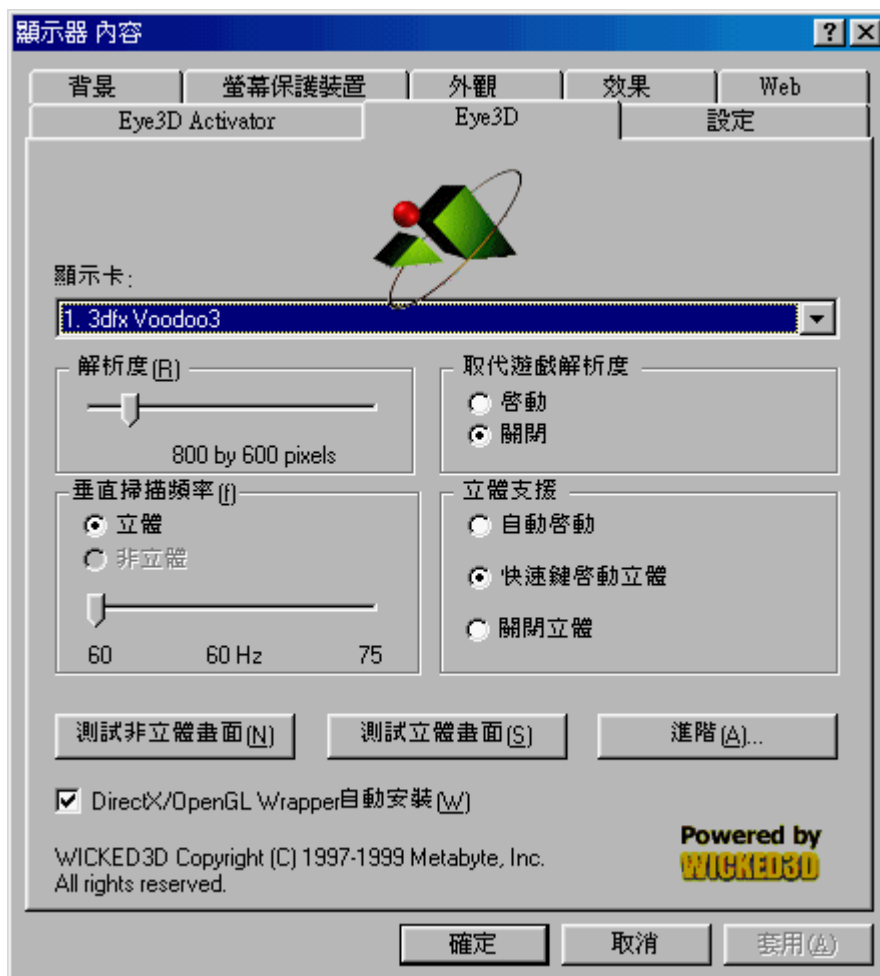 顯示器 內容
背景 螢幕保護裝置 外觀 效果 Web
Eye3D Activator Eye3D 設定
顯示卡:
1. 3dfx Voodoo3
解析度(R)
800 by 600 pixels
取代遊戲解析度
啓動
關閉
垂直掃描頻率(f)
立體
非立體
60 60 Hz 75
立體支援
自動啓動
快速鍵啓動立體
關閉立體
測試非立體畫面(N) 測試立體畫面(S) 進階(A)...
DirectX/OpenGL Wrapper自動安裝(W)
WICKED3D Copyright (C) 1997-1999 Metabyte, Inc.
All rights reserved.
Powered by
WICKED3D
確定 取消 套用(A)